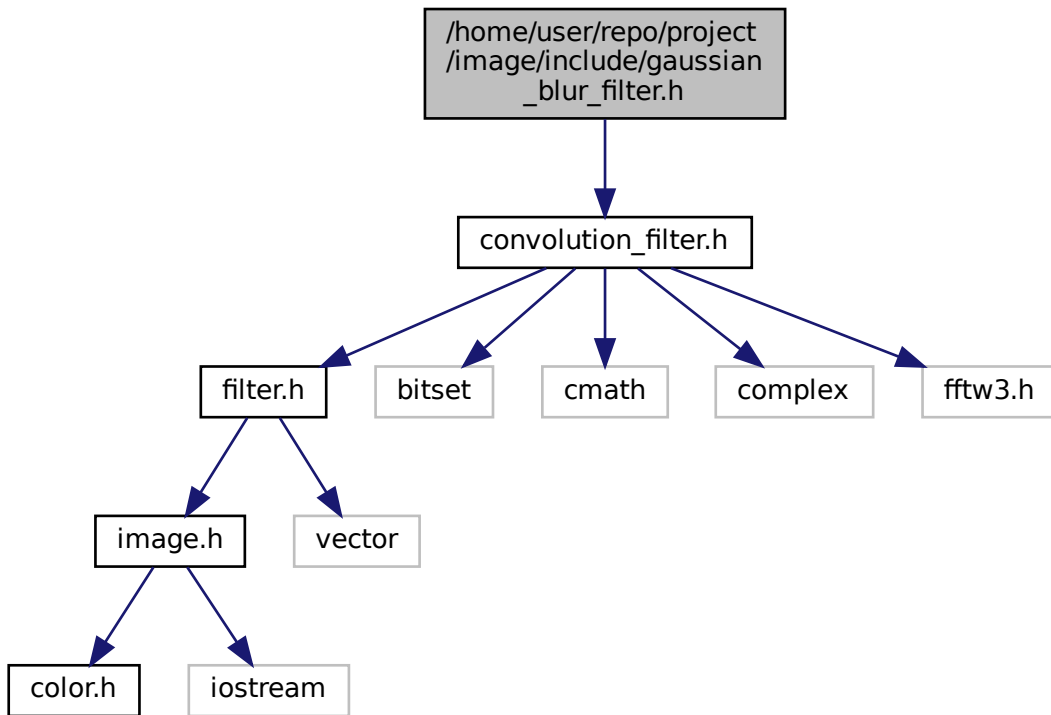 /home/user/repo/project
/image/include/gaussian
_blur_filter.h
convolution_filter.h
filter.h
bitset
cmath
complex
fftw3.h
image.h
vector
color.h
iostream